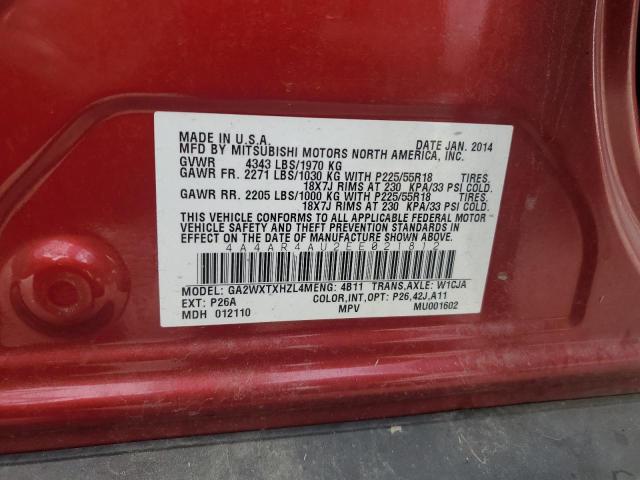 MADE IN U.S.A. DATE JAN. 2014
MFD BY MITSUBISHI MOTORS NORTH AMERICA, INC.
GVWR 4343 LBS/1970 KG
GAWR FR. 2271 LBS/1030 KG WITH P225/55R18 TIRES.
18X7J RIMS AT 230 KPA/33 PSI COLD.
GAWR RR. 2205 LBS/1000 KG WITH P225/55R18 TIRES.
18X7J RIMS AT 230 KPA/33 PSI COLD.
THIS VEHICLE CONFORMS TO ALL APPLICABLE FEDERAL MOTOR
VEHICLE SAFETY AND THEFT PREVENTION STANDARDS IN
EFFECT ON THE DATE OF MANUFACTURE SHOWN ABOVE.
4A4AR4AU2EE021812
MODEL: GA2WXTXHZL4MENG: 4B11 TRANS,AXLE: W1CJA
EXT: P26A COLOR,INT,OPT: P26,42J,A11
MDH 012110 MPV MU001602